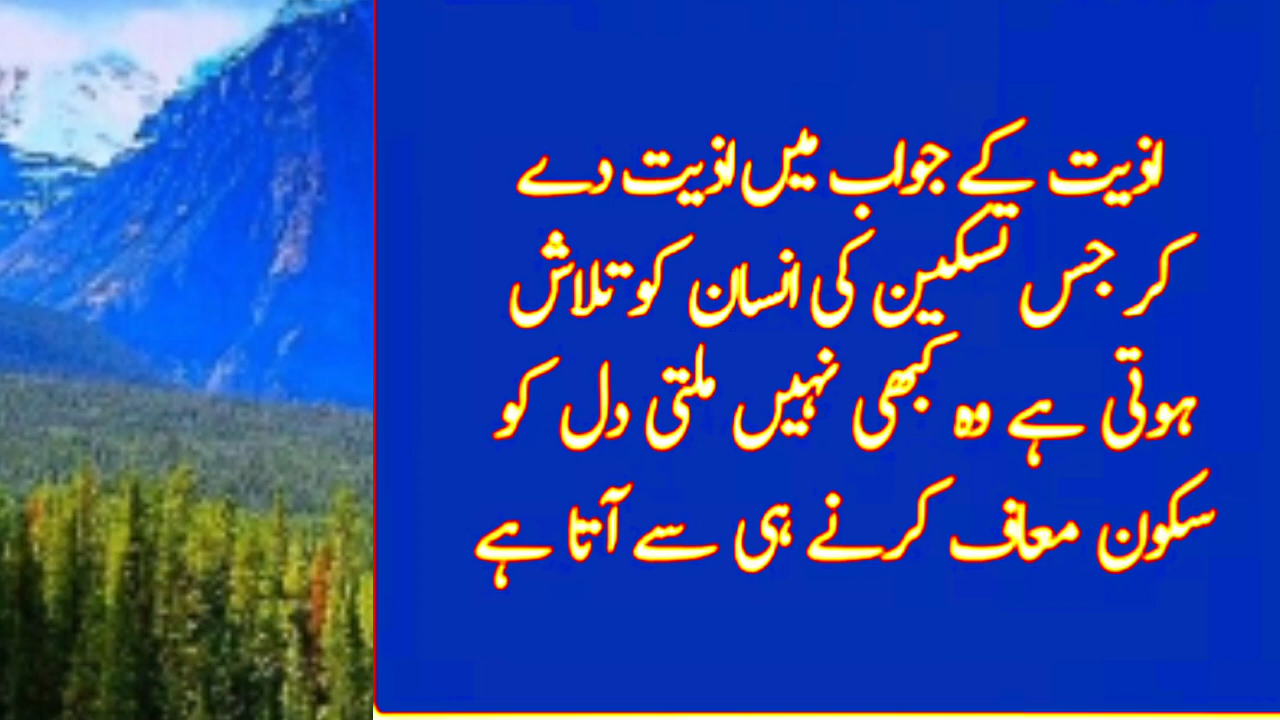 اذیت کے جواب میں اذیت دے
کر جس تسکین کی انسان کو تلاش
ہوتی ہے وہ کبھی نہیں ملتی دل کو
سکون معاف کرنے ہی سے آتا ہے